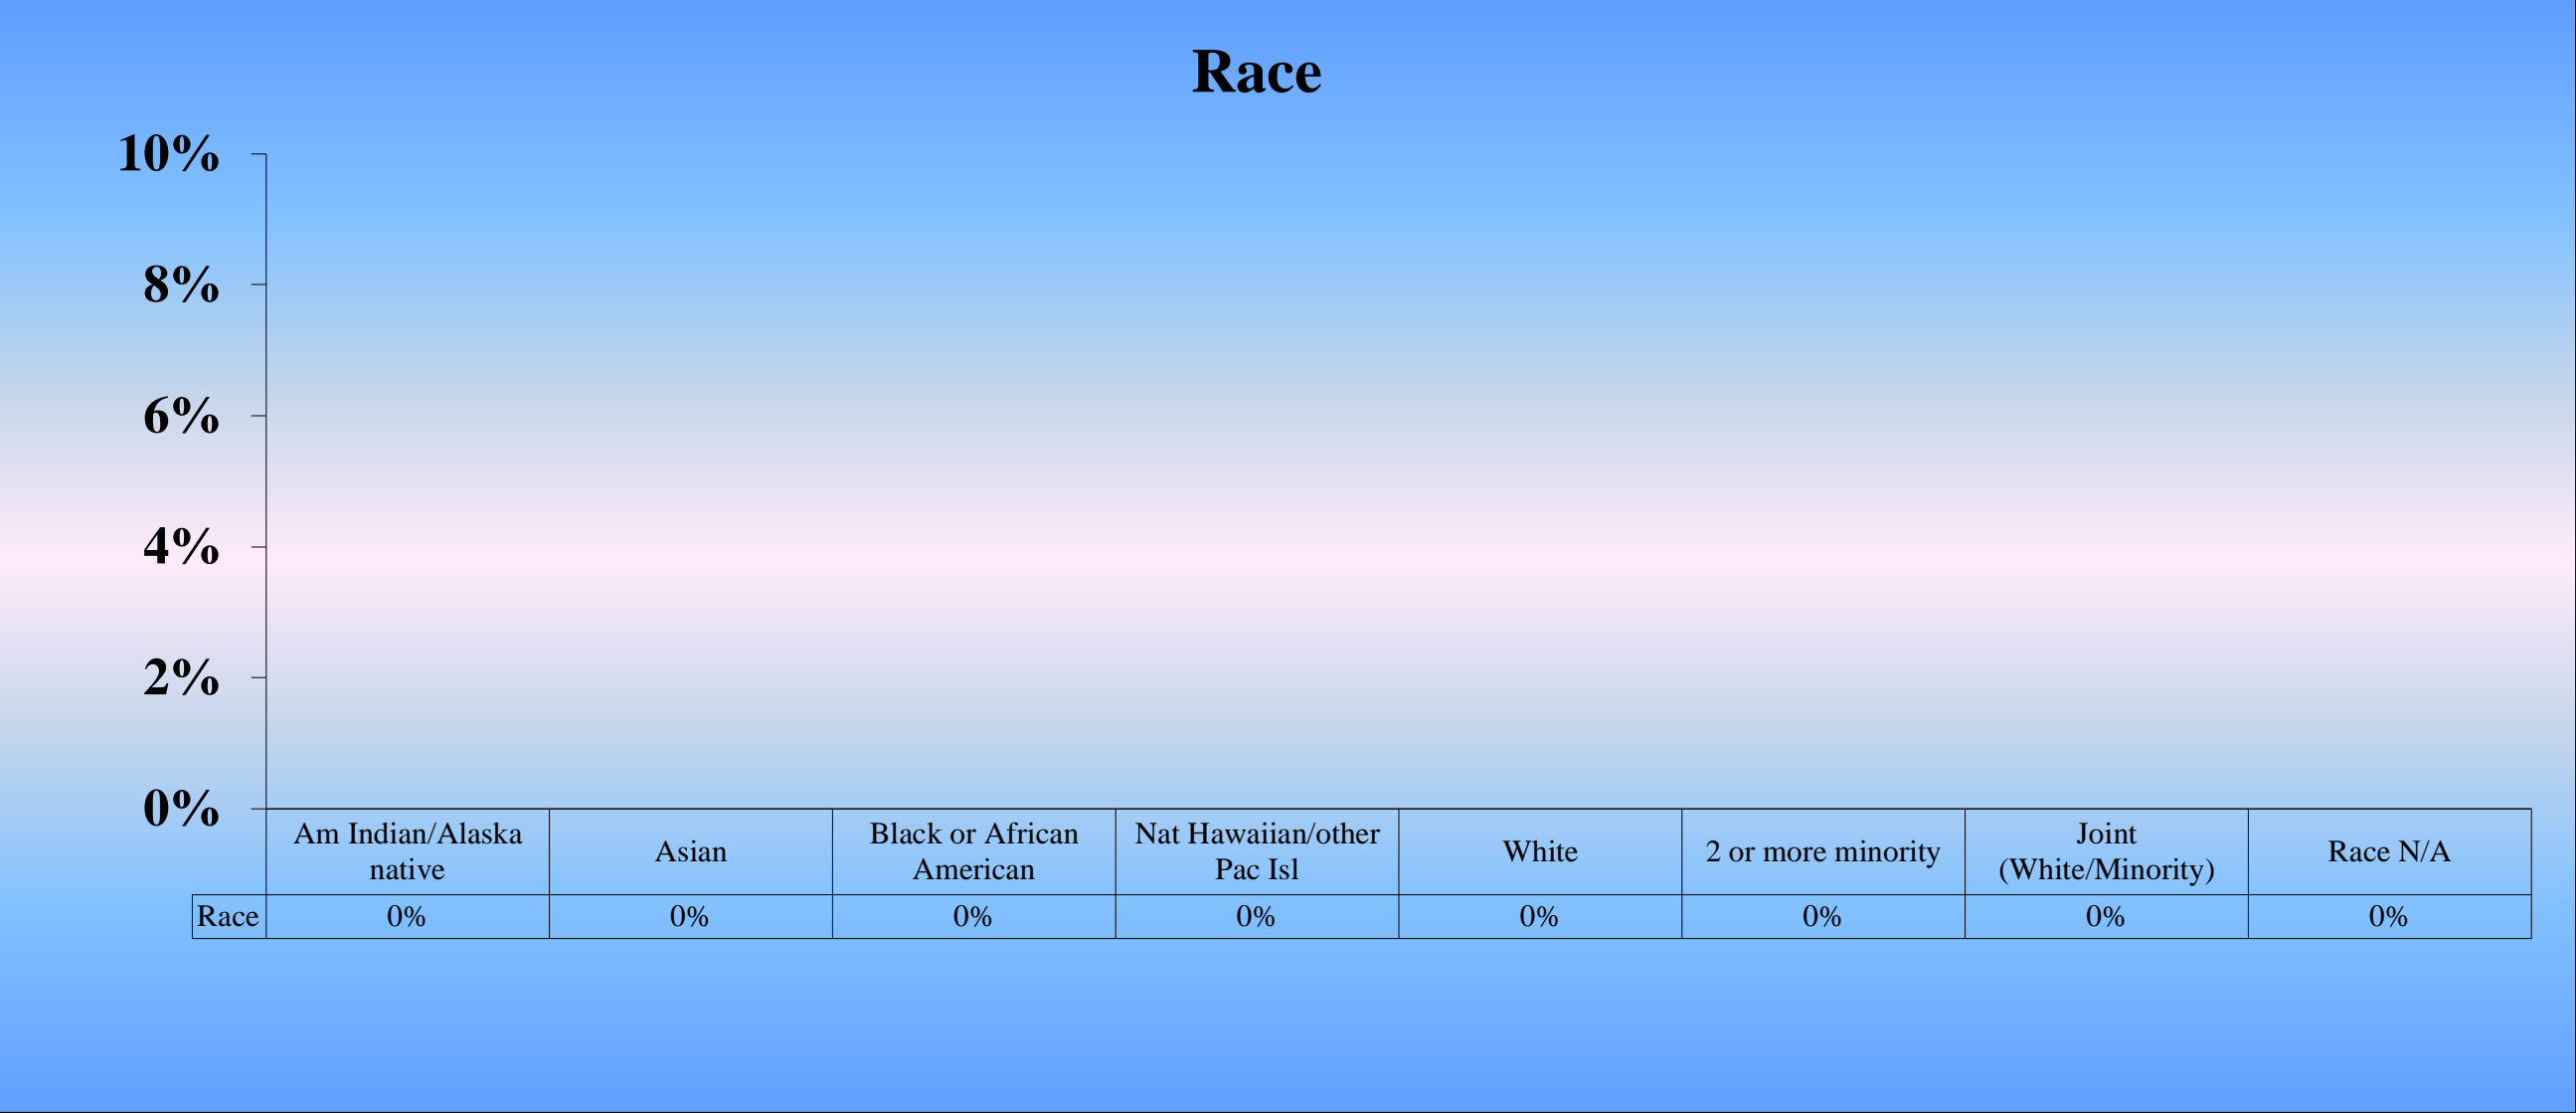 Race
10%
8%
6%
4%
2%
0%
Am Indian/Alaska
native
Asian
Black or African
American
Nat Hawaiian/other
Pac Isl
White
2 or more minority
Joint
(White/Minority)
Race N/A
Race 0% 0% 0% 0% 0% 0% 0% 0%